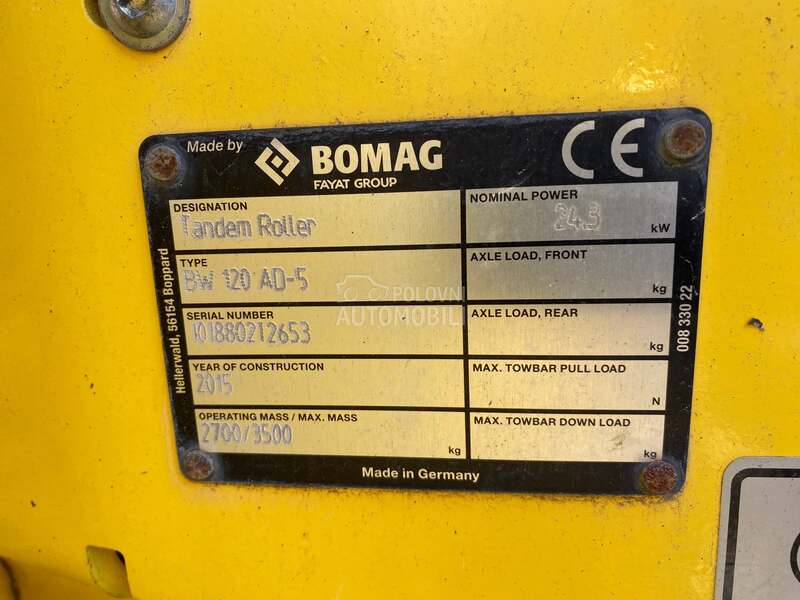 Made by BOMAG CE
FAYAT GROUP
DESIGNATION
Tandem Roller
NOMINAL POWER
24.3 kW
TYPE
BW 120 AD-5
AXLE LOAD, FRONT
kg
SERIAL NUMBER
101880212653
AXLE LOAD, REAR
kg
YEAR OF CONSTRUCTION
2015
MAX. TOWBAR PULL LOAD
N
OPERATING MASS / MAX. MASS
2700/3500 kg
MAX. TOWBAR DOWN LOAD
kg
Made in Germany
Hellerwald, 56154 Boppard
008 330 22
POLOVNI
AUTOMOBILI